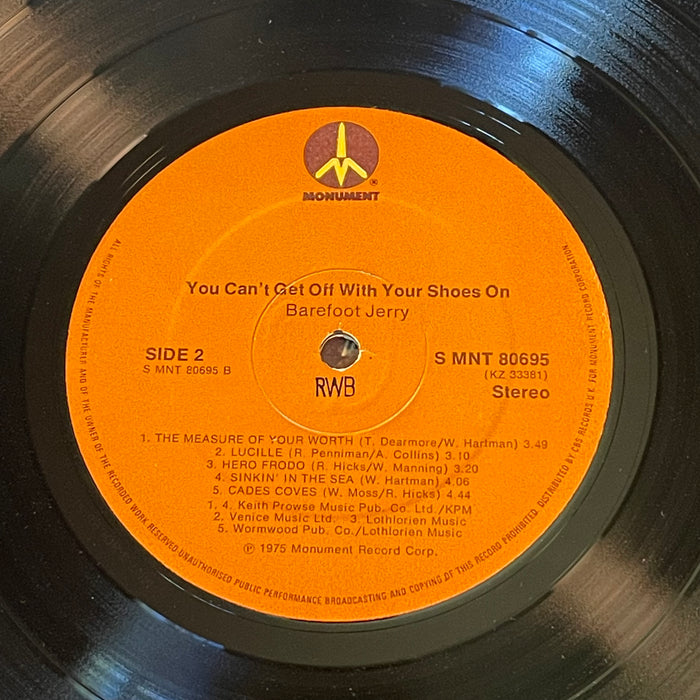 MONUMENT
®
You Can't Get Off With Your Shoes On
Barefoot Jerry
SIDE 2
S MNT 80695 B
S MNT 80695
(KZ 33381)
Stereo
RWB
1. THE MEASURE OF YOUR WORTH (T. Dearmore/W. Hartman) 3.49
2. LUCILLE (R. Penniman/A. Collins) 3.10
3. HERO FRODO (R. Hicks/W. Manning) 3.20
4. SINKIN' IN THE SEA (W. Hartman) 4.06
5. CADES COVES (W. Moss/R. Hicks) 4.44
1. 4. Keith Prowse Music Pub. Co. Ltd./KPM
2. Venice Music Ltd. 3. Lothlorien Music
5. Wormwood Pub. Co./Lothlorien Music
℗ 1975 Monument Record Corp.
ALL RIGHTS OF THE MANUFACTURER AND OF THE OWNER OF THE RECORDED WORK RESERVED. UNAUTHORISED PUBLIC PERFORMANCE BROADCASTING AND COPYING OF THIS RECORD PROHIBITED. DISTRIBUTED BY CBS RECORDS U.K. FOR MONUMENT RECORD CORPORATION.